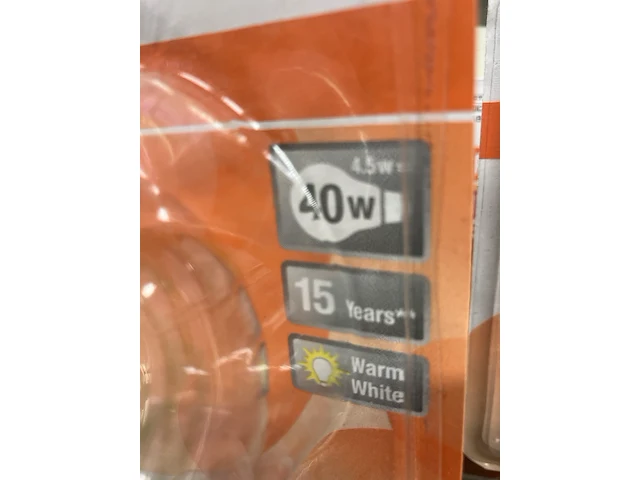 4.5w=
40W
15 Years**
Warm
White